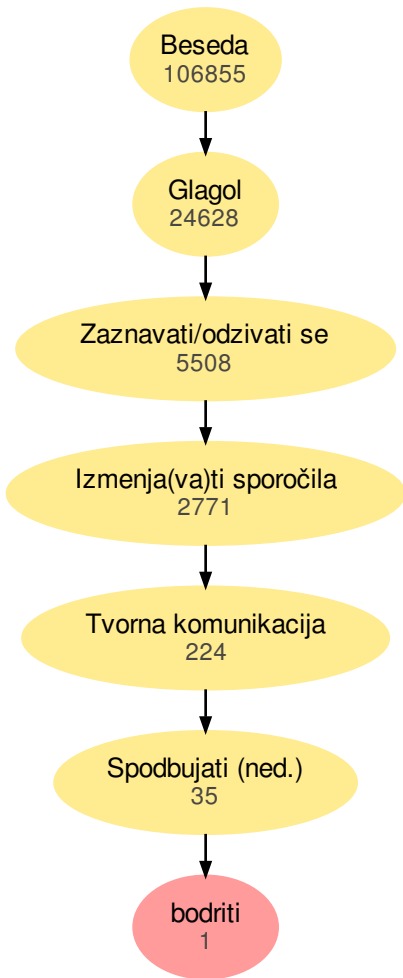 Beseda
106855
Glagol
24628
Zaznavati/odzivati se
5508
Izmenja(va)ti sporočila
2771
Tvorna komunikacija
224
Spodbujati (ned.)
35
bodriti
1